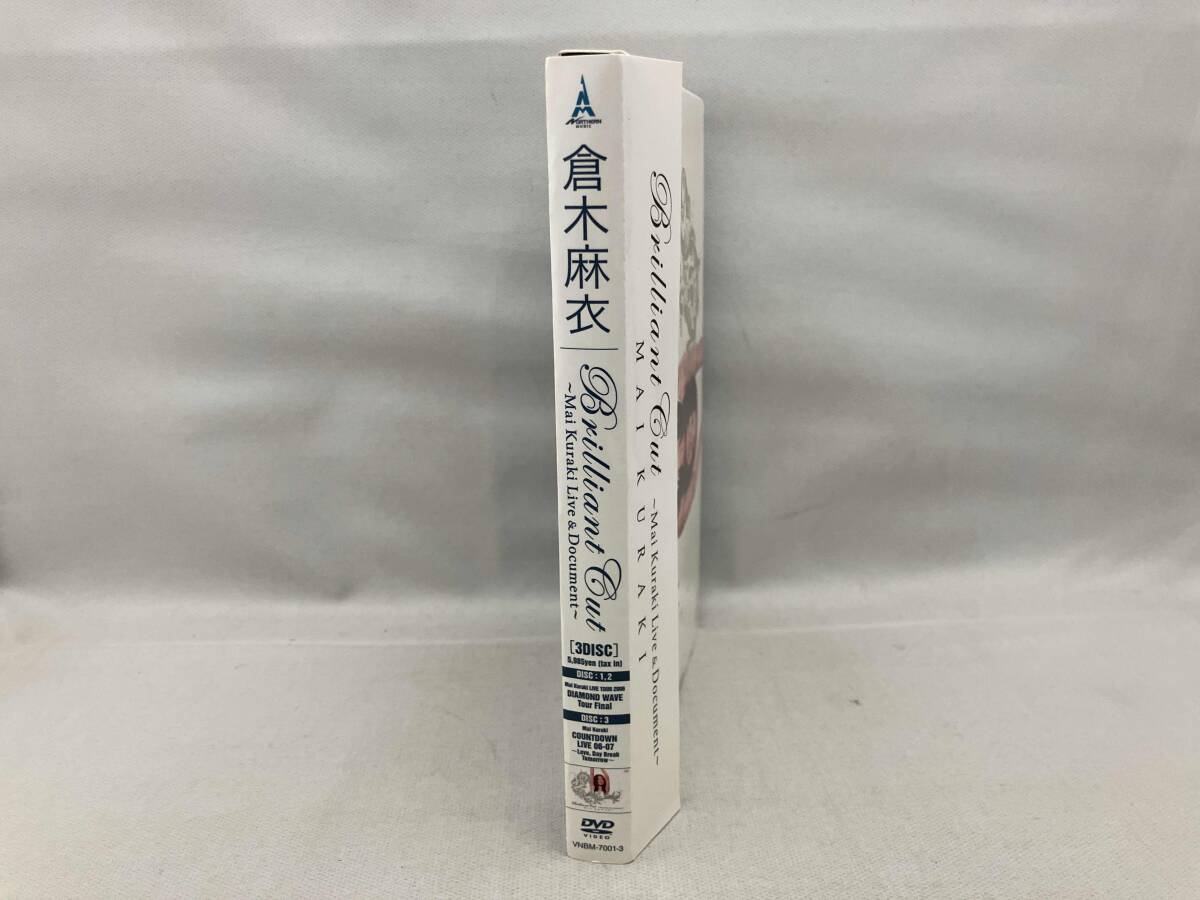 NORTHERN
MUSIC
倉木麻衣
Brilliant Cut
~Mai Kuraki Live & Document~
[3DISC]
5,985yen (tax in)
DISC : 1,2
Mai Kuraki LIVE TOUR 2006
DIAMOND WAVE
Tour Final
DISC : 3
Mai Kuraki
COUNTDOWN
LIVE 06-07
~Love, Day Break
Tomorrow~
DVD
VIDEO
VNBM-7001-3
Brilliant Cut ~Mai Kuraki Live & Document~
MAI KURAKI